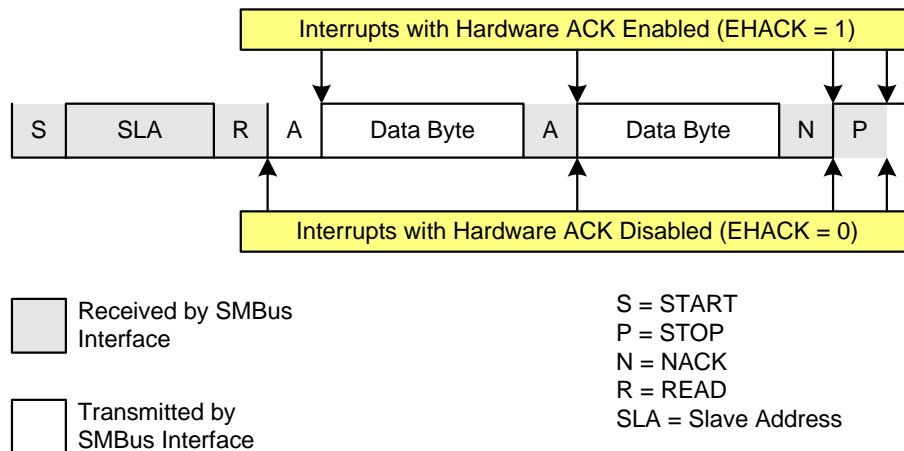 Interrupts with Hardware ACK Enabled (EHACK = 1)
S SLA R A Data Byte A Data Byte N P
Interrupts with Hardware ACK Disabled (EHACK = 0)
Received by SMBus
Interface
Transmitted by
SMBus Interface
S = START
P = STOP
N = NACK
R = READ
SLA = Slave Address